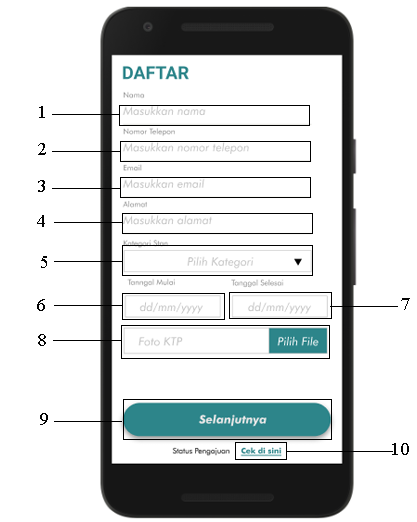 DAFTAR
Nama
1 Masukkan nama
Nomor Telepon
2 Masukkan nomor telepon
Email
3 Masukkan email
Alamat
4 Masukkan alamat
Kategori Stan
5 Pilih Kategori
Tanngal Mulai Tanggal Selesai
6 dd/mm/yyyy dd/mm/yyyy 7
8 Foto KTP Pilih File
9 Selanjutnya
Status Pengajuan Cek di sini 10